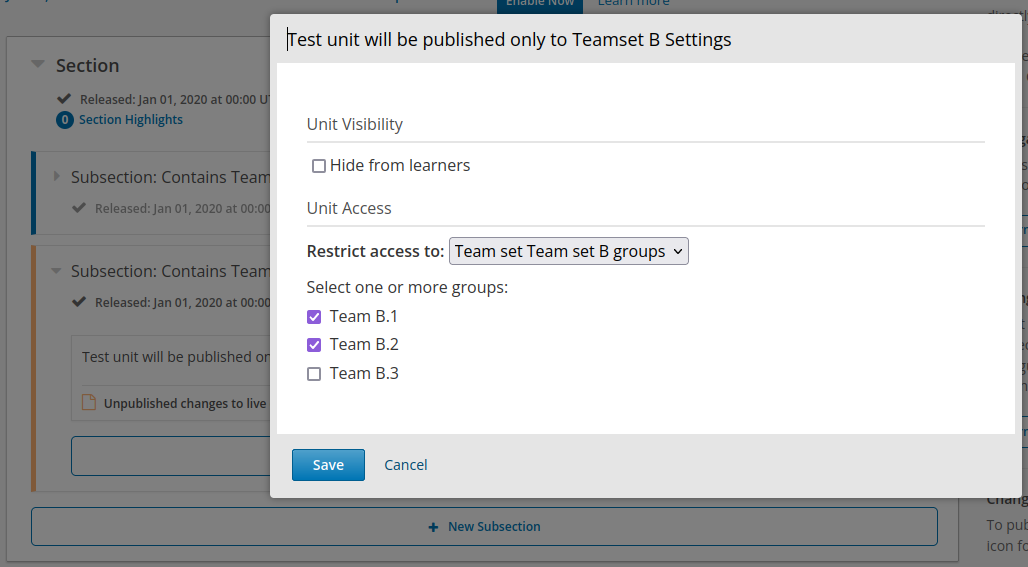 Enable Now
Learn more
Test unit will be published only to Teamset B Settings
Section
Released: Jan 01, 2020 at 00:00 U
0 Section Highlights
Unit Visibility
Hide from learners
Subsection: Contains Team
Released: Jan 01, 2020 at 00:00
Unit Access
Restrict access to: Team set Team set B groups
Select one or more groups:
Subsection: Contains Team
Released: Jan 01, 2020 at 00:00
Team B.1
Team B.2
Team B.3
Test unit will be published on
Unpublished changes to live
Save Cancel
+ New Subsection
To pub
icon fo